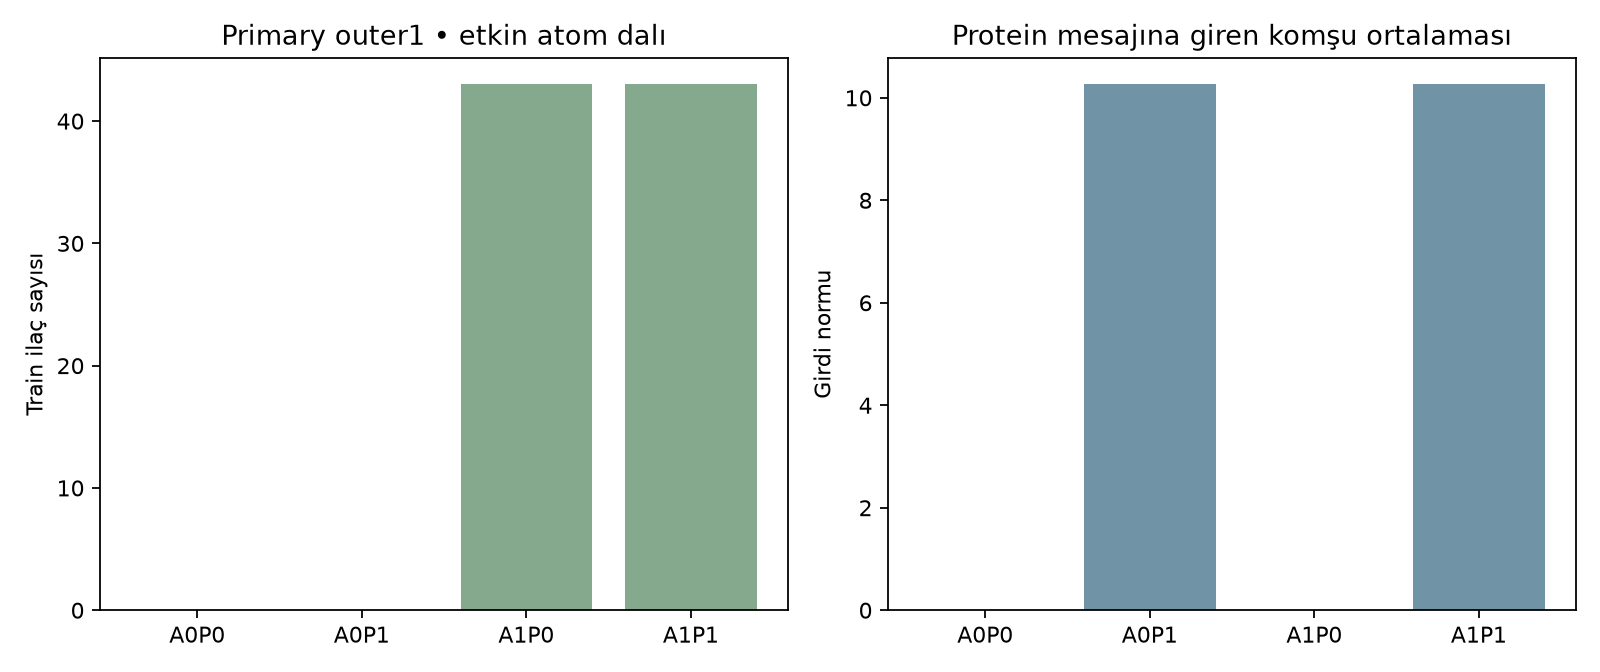 Primary outer1 • etkin atom dalı
Train ilaç sayısı
40
30
20
10
0
A0P0 A0P1 A1P0 A1P1
Protein mesajına giren komşu ortalaması
Girdi normu
10
8
6
4
2
0
A0P0 A0P1 A1P0 A1P1